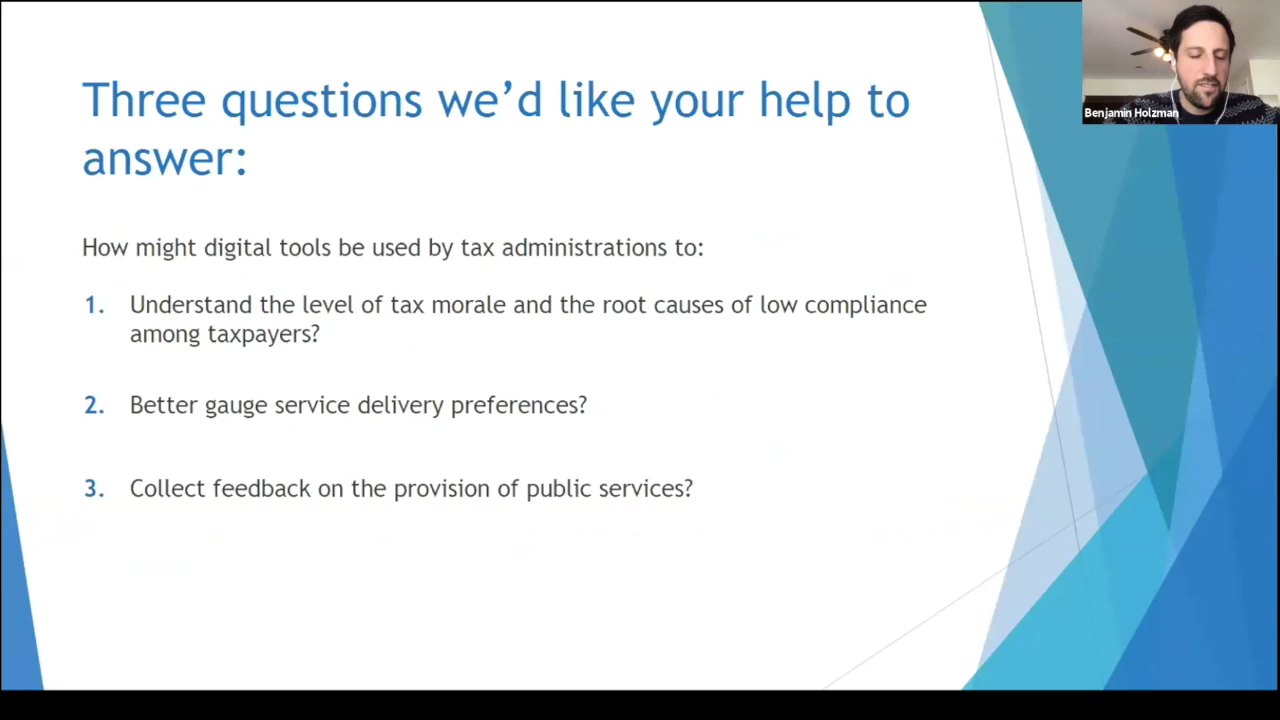 Three questions we’d like your help to
answer:
How might digital tools be used by tax administrations to:
1. Understand the level of tax morale and the root causes of low compliance
among taxpayers?
2. Better gauge service delivery preferences?
3. Collect feedback on the provision of public services?
Benjamin Holzman